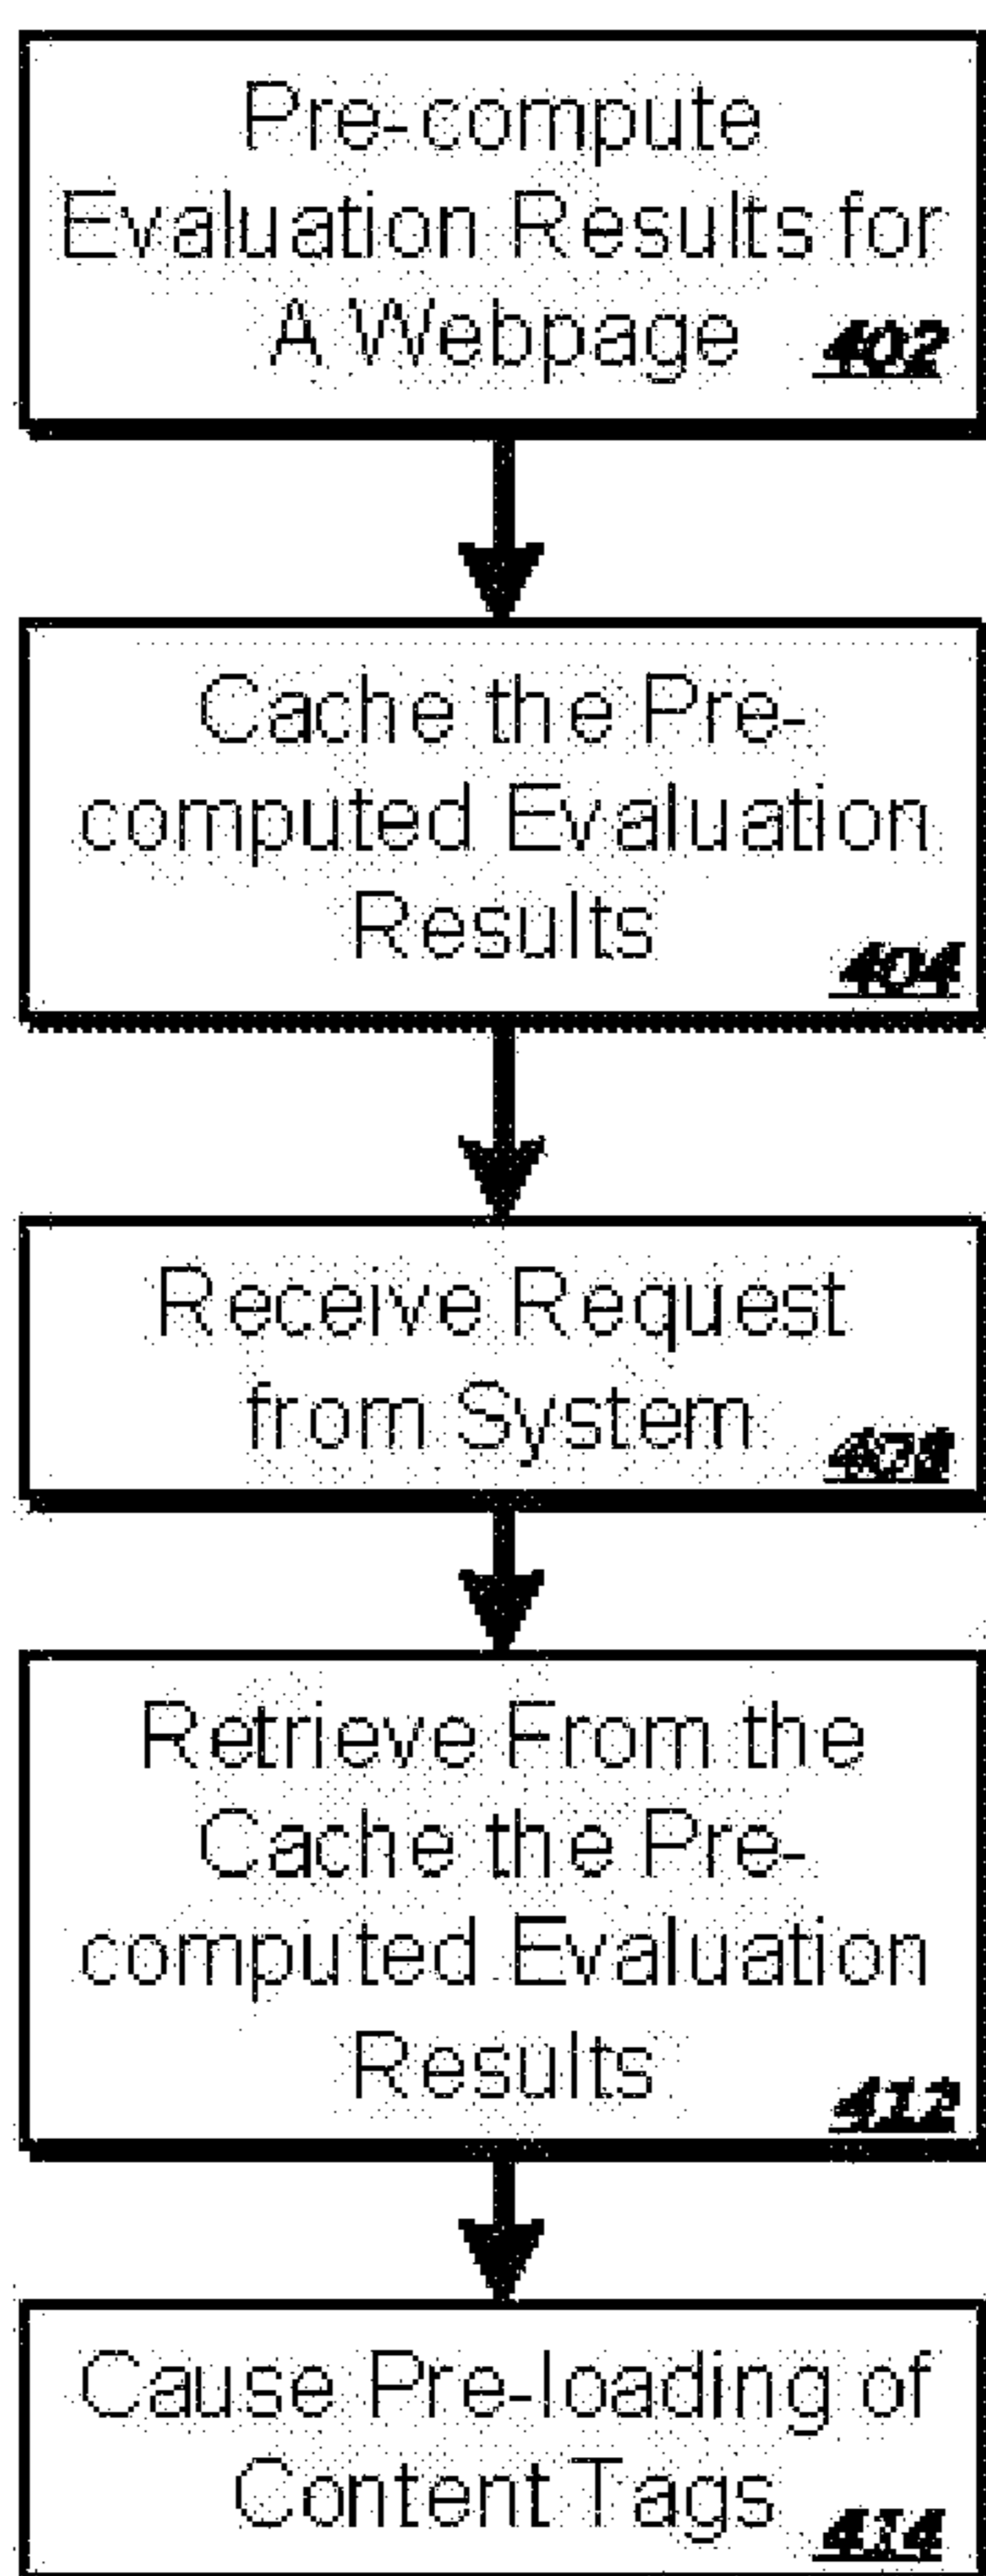 Pre-compute
Evaluation Results for
A Webpage
402
Cache the Pre-
computed Evaluation
Results
404
Receive Request
from System
Retrieve From the
Cache the Pre-
computed Evaluation
Results
412
Cause Pre-loading of
Content Tags
414